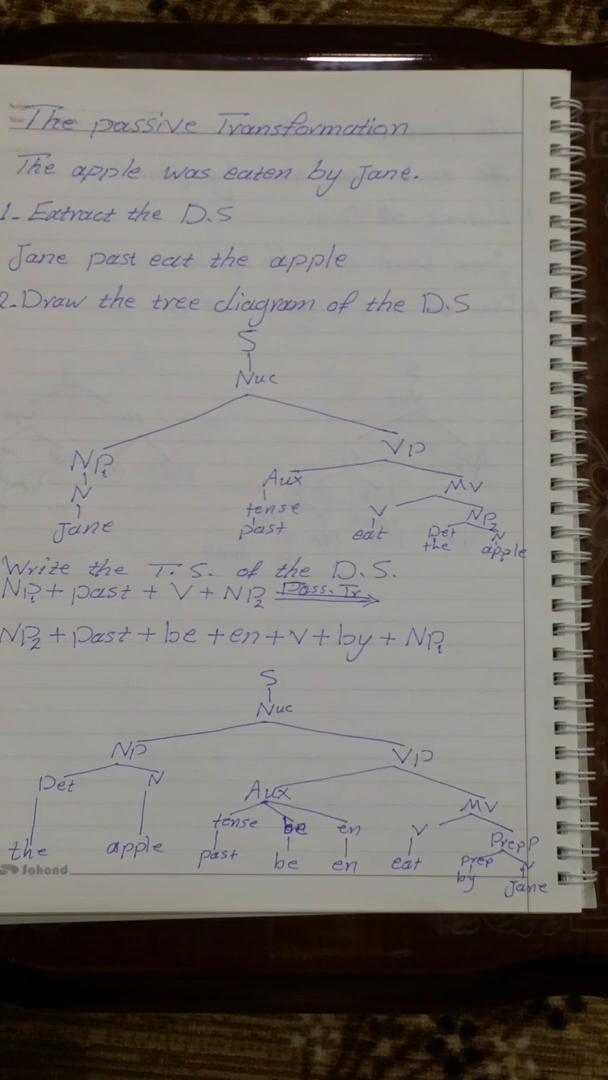 The passive Transformation
The apple was eaten by Jane.
1- Extract the D.S
Jane past eat the apple
2-Draw the tree diagram of the D.S
S
Nuc
NP1 VP
N Aux MV
Jane tense V NP2
past eat Det N
the apple
Write the T.S. of the D.S.
NP1 + past + V + NP2 Pass. Tr
NP2 + past + be + en + V + by + NP1
S
Nuc
NP VP
Det N Aux MV
tense be en V Prep P
the apple past be en eat prep N
by Jane
Sahand